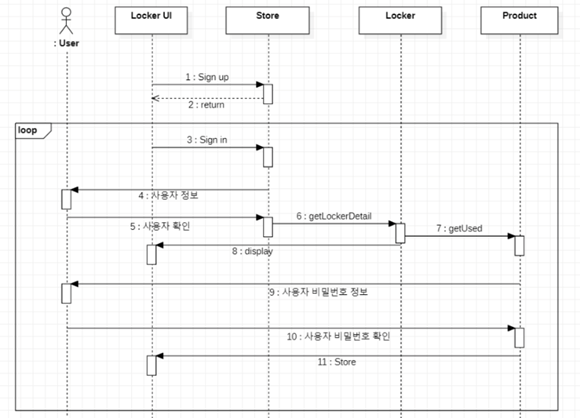 Locker UI
Store
Locker
Product
: User
1 : Sign up
2 : return
loop
3 : Sign in
4 : 사용자 정보
5 : 사용자 확인
6 : getLockerDetail
7 : getUsed
8 : display
9 : 사용자 비밀번호 정보
10 : 사용자 비밀번호 확인
11 : Store